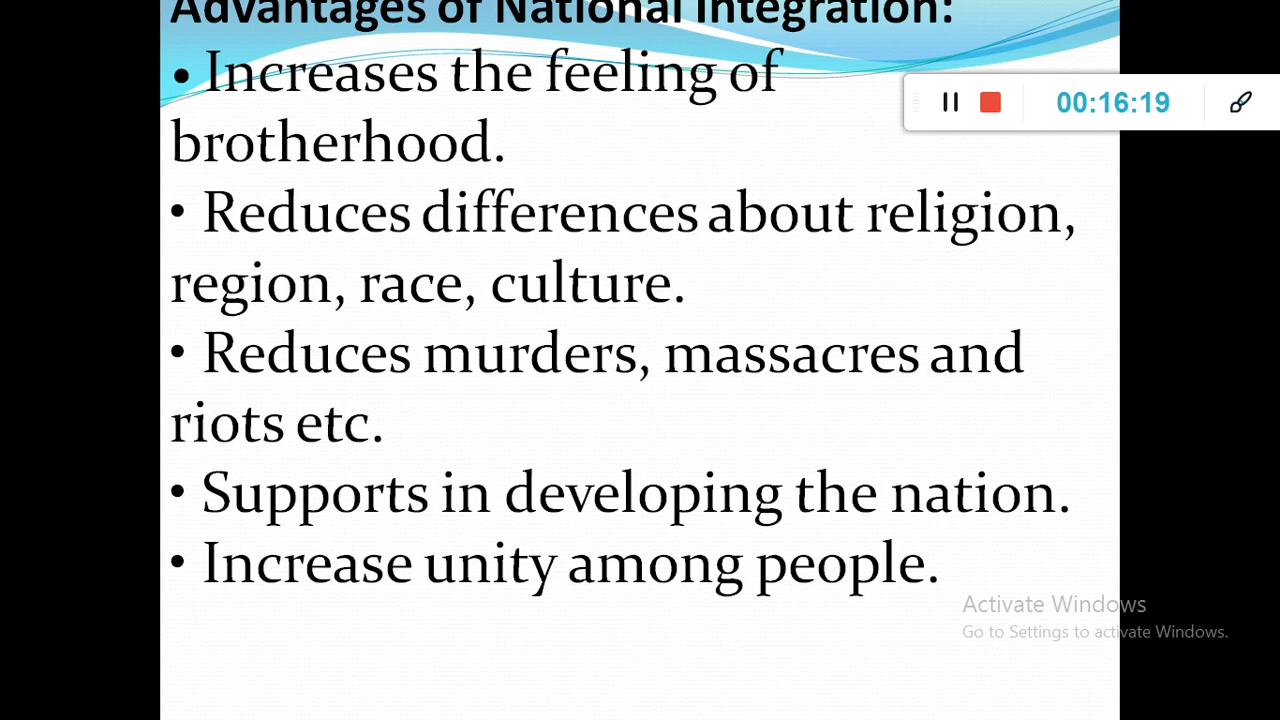 Advantages of National Integration:
• Increases the feeling of
00:16:19
brotherhood.
• Reduces differences about religion,
region, race, culture.
• Reduces murders, massacres and
riots etc.
• Supports in developing the nation.
• Increase unity among people.
Activate Windows
Go to Settings to activate Windows.